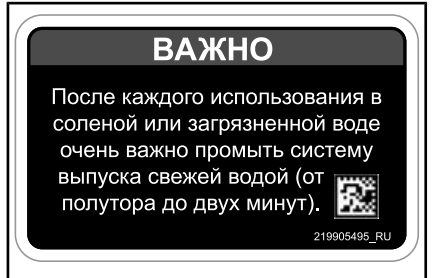 ВАЖНО
После каждого использования в
соленой или загрязненной воде
очень важно промыть систему
выпуска свежей водой (от
полутора до двух минут).
219905495_RU